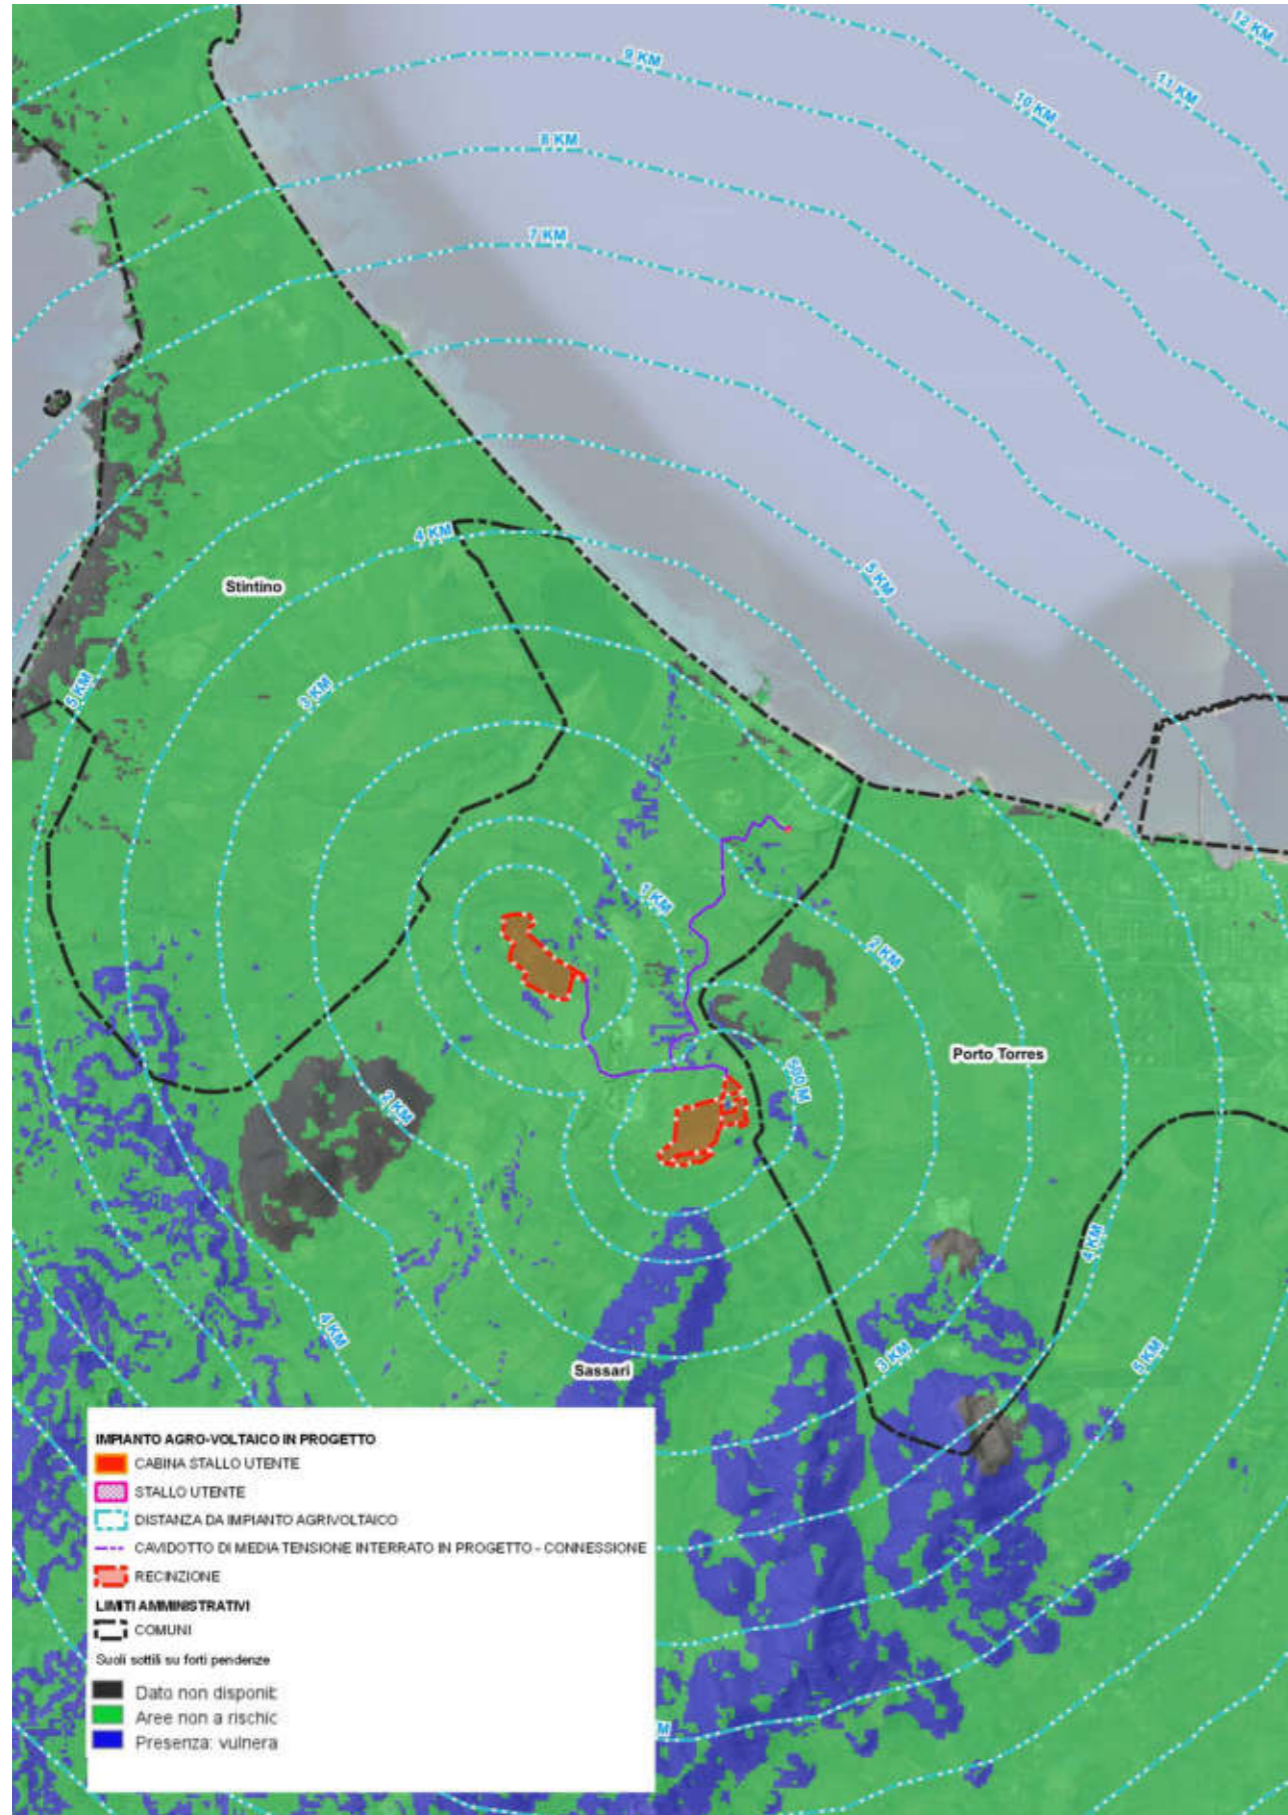 12 KM
9 KM
11 KM
10 KM
8 KM
7 KM
4 KM
5 KM
Stintino
5 KM
3 KM
1 KM
2 KM
Porto Torres
500 M
2 KM
4 KM
4 KM
3 KM
5 KM
Sassari
IMPIANTO AGRO-VOLTAICO IN PROGETTO
CABINA STALLO UTENTE
STALLO UTENTE
DISTANZA DA IMPIANTO AGRIVOLTAICO
CAVIDOTTO DI MEDIA TENSIONE INTERRATO IN PROGETTO - CONNESSIONE
RECINZIONE
LIMITI AMMINISTRATIVI
COMUNI
Suoli sottili su forti pendenze
Dato non disponit
Aree non a rischic
Presenza: vulnera
M